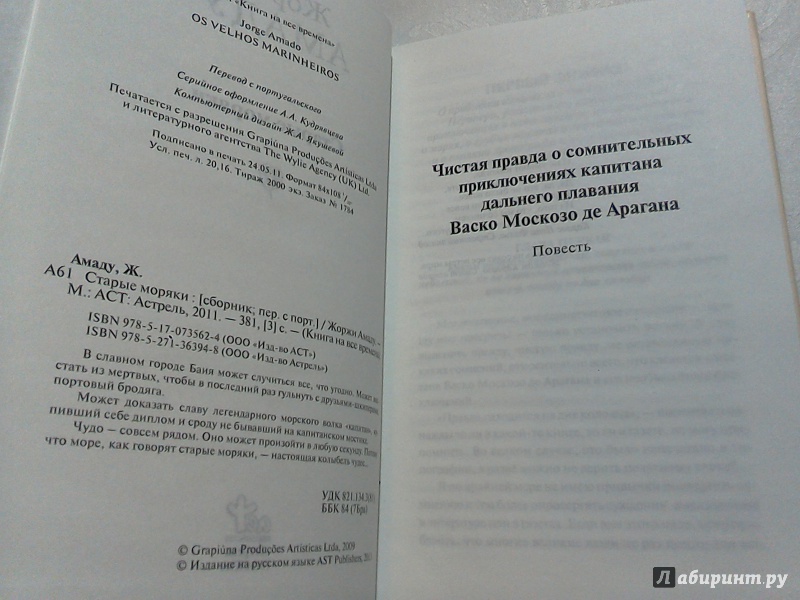 «Книга на все времена»
Jorge Amado
OS VELHOS MARINHEIROS
Перевод с португальского
Серийное оформление А.А. Кудрявцева
Компьютерный дизайн Ж.А. Якушевой
Печатается с разрешения Grapiúna Produções Artísticas Ltda
и литературного агентства The Wylie Agency (UK) Ltd.
Подписано в печать 24.05.11. Формат 84х108 1/
Усл. печ. л. 20,16. Тираж 2000 экз. Заказ № 1784
Амаду, Ж.
А61 Старые моряки : [сборник; пер. с порт.] / Жоржи Амаду. –
М.: АСТ: Астрель, 2011. — 381, [3] с. — (Книга на все времена
ISBN 978-5-17-073562-4 (ООО «Изд-во АСТ»)
ISBN 978-5-271-36394-8 (ООО «Изд-во Астрель»)
В славном городе Баия может случиться все, что угодно. Может
стать из мертвых, чтобы в последний раз гульнуть с друзьями
портовый бродяга.
Может доказать славу легендарного морского волка «капитан»,
пивший себе диплом и сроду не бывавший на капитанском мостике.
Чудо – совсем рядом. Оно может произойти в любую секунду.
что море, как говорят старые моряки, – настоящая колыбель чудес...
УДК 821.134.3(81)
ББК 84 (7Бра)
© Grapiúna Produções Artísticas Ltda, 2009
© Издание на русском языке AST Publishers,
Чистая правда о сомнительных
приключениях капитана
дальнего плавания
Васко Москозо де Арагана
Повесть
Лабиринт.ру